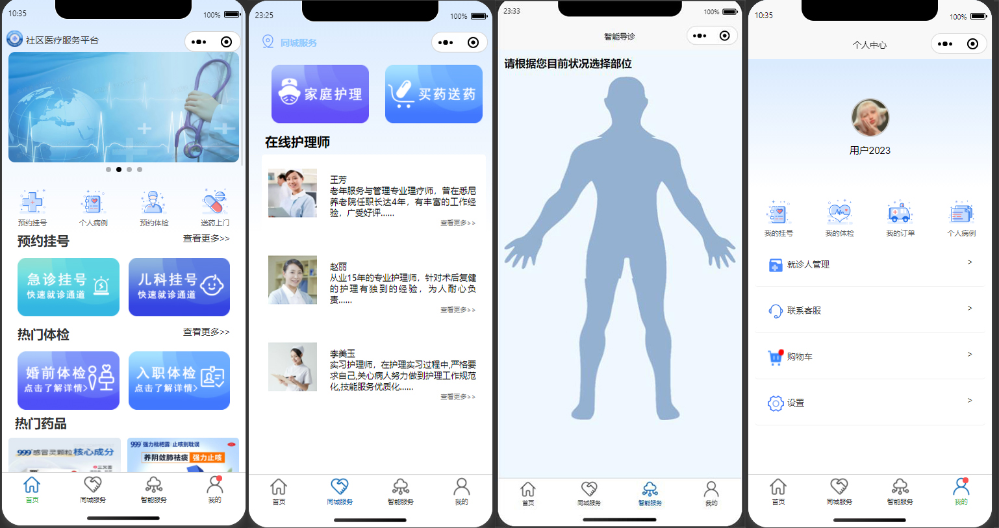 10:35
100%
社区医疗服务平台
预约挂号
个人病例
预约体检
送药上门
预约挂号
查看更多>>
急诊挂号
快速就诊通道
儿科挂号
快速就诊通道
热门体检
查看更多>>
婚前体检
点击了解详情>
入职体检
点击了解详情>
热门药品
999 感冒灵颗粒 核心成分
三叉苦
999 强力枇杷露 止咳别耽误
养阴敛肺祛痰 强力止咳
首页
同城服务
智能服务
我的
23:25
100%
同城服务
家庭护理
买药送药
在线护理师
王芳
老年服务与管理专业理疗师，曾在悉尼
养老院任职长达4年，有丰富的工作经
验，广受好评......
查看更多>>
赵丽
从业15年的专业护理师，针对术后复健
的护理有独到的经验，为人耐心负
责......
查看更多>>
李美玉
实习护理师，在护理实习过程中,严格要
求自己,关心病人努力做到护理工作规范
化,技能服务优质化......
查看更多>>
首页
同城服务
智能服务
我的
23:33
100%
智能导诊
请根据您目前状况选择部位
首页
同城服务
智能服务
我的
10:35
100%
个人中心
用户2023
我的挂号
我的体检
我的订单
个人病例
就诊人管理 >
联系客服 >
购物车 >
设置 >
首页
同城服务
智能服务
我的